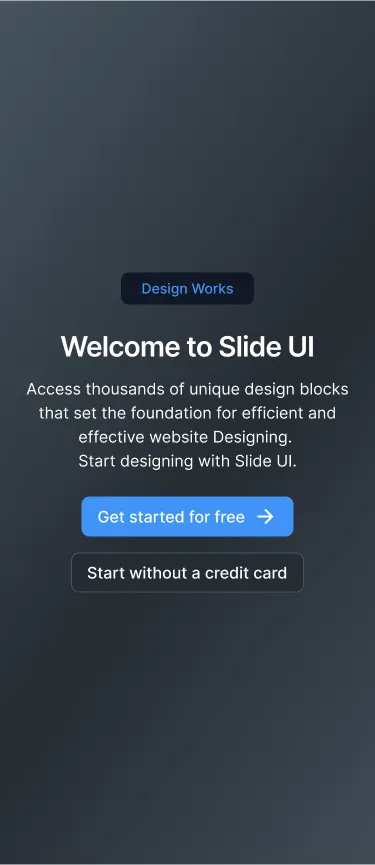 Design Works
Welcome to Slide UI
Access thousands of unique design blocks
that set the foundation for efficient and
effective website Designing.
Start designing with Slide UI.
Get started for free
Start without a credit card